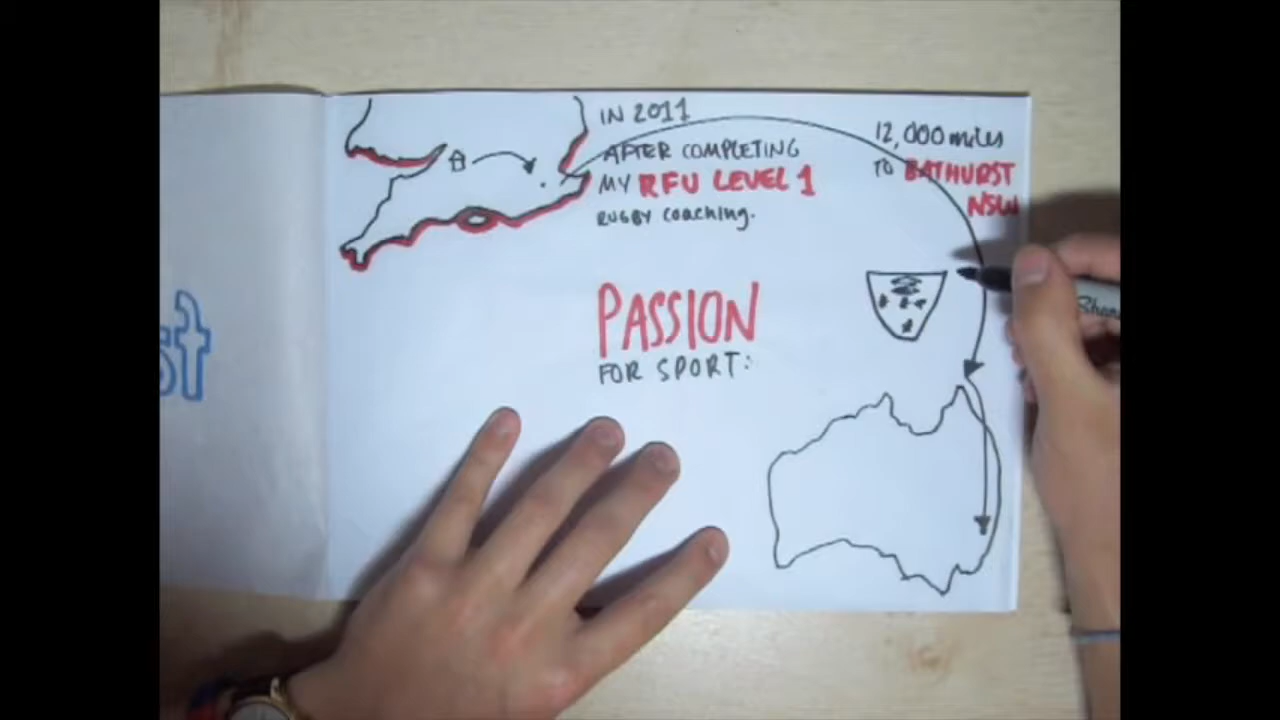 IN 2011
AFTER COMPLETING
MY RFU LEVEL 1
RUGBY coaching.
12,000 miles
TO BATHURST
NSW
PASSION
FOR SPORT:
st
Shar